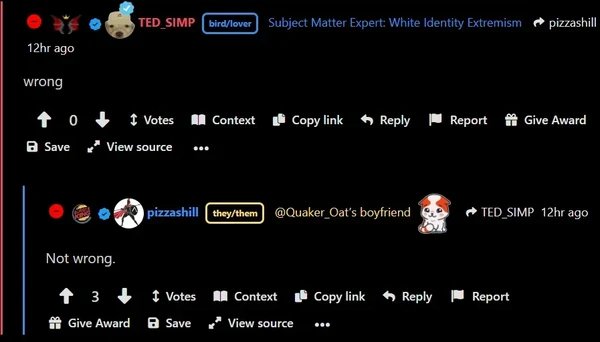 TED_SIMP bird/lover Subject Matter Expert: White Identity Extremism pizzashill
12hr ago
wrong
0 Votes Context Copy link Reply Report Give Award
Save View source •••
pizzashill they/them @Quaker_Oat's boyfriend TED_SIMP 12hr ago
Not wrong.
3 Votes Context Copy link Reply Report
Give Award Save View source •••